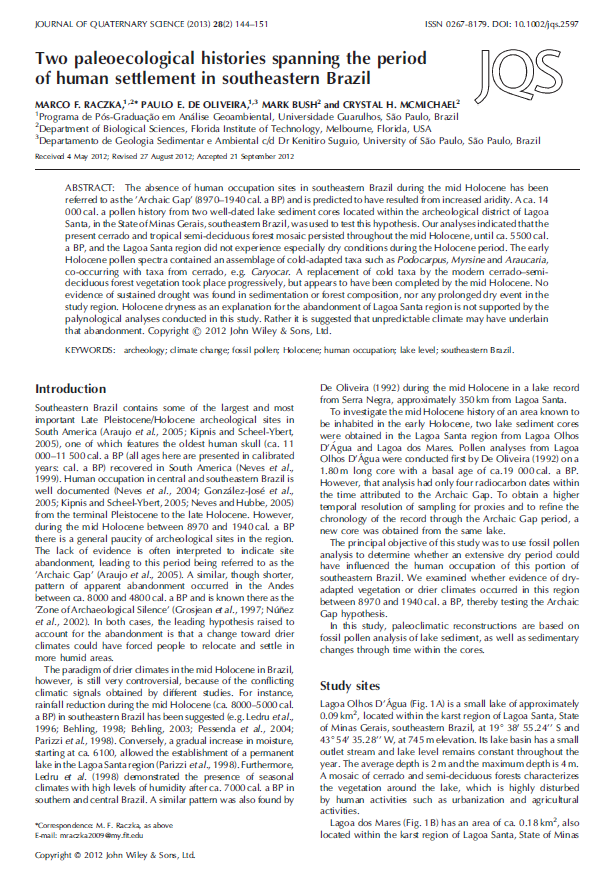 JOURNAL OF QUATERNARY SCIENCE (2013) 28(2) 144–151
ISSN 0267-8179. DOI: 10.1002/jqs.2597
Two paleoecological histories spanning the period
of human settlement in southeastern Brazil
JQS
MARCO F. RACZKA,1,2* PAULO E. DE OLIVEIRA,1,3 MARK BUSH2 and CRYSTAL H. MCMICHAEL2
1Programa de Pós-Graduação em Análise Geoambiental, Universidade Guarulhos, São Paulo, Brazil
2Department of Biological Sciences, Florida Institute of Technology, Melbourne, Florida, USA
3Departamento de Geologia Sedimentar e Ambiental c/d Dr Kenitiro Suguio, University of São Paulo, São Paulo, Brazil
Received 4 May 2012; Revised 27 August 2012; Accepted 21 September 2012
ABSTRACT: The absence of human occupation sites in southeastern Brazil during the mid Holocene has been
referred to as the ‘Archaic Gap’ (8970–1940 cal. a BP) and is predicted to have resulted from increased aridity. A ca. 14
000 cal. a pollen history from two well-dated lake sediment cores located within the archeological district of Lagoa
Santa, in the State of Minas Gerais, southeastern Brazil, was used to test this hypothesis. Our analyses indicated that the
present cerrado and tropical semi-deciduous forest mosaic persisted throughout the mid Holocene, until ca. 5500 cal.
a BP, and the Lagoa Santa region did not experience especially dry conditions during the Holocene period. The early
Holocene pollen spectra contained an assemblage of cold-adapted taxa such as Podocarpus, Myrsine and Araucaria,
co-occurring with taxa from cerrado, e.g. Caryocar. A replacement of cold taxa by the modern cerrado–semi-
deciduous forest vegetation took place progressively, but appears to have been completed by the mid Holocene. No
evidence of sustained drought was found in sedimentation or forest composition, nor any prolonged dry event in the
study region. Holocene dryness as an explanation for the abandonment of Lagoa Santa region is not supported by the
palynological analyses conducted in this study. Rather it is suggested that unpredictable climate may have underlain
that abandonment. Copyright © 2012 John Wiley & Sons, Ltd.
KEYWORDS: archeology; climate change; fossil pollen; Holocene; human occupation; lake level; southeastern Brazil.
Introduction
Southeastern Brazil contains some of the largest and most
important Late Pleistocene/Holocene archeological sites in
South America (Araujo et al., 2005; Kipnis and Scheel-Ybert,
2005), one of which features the oldest human skull (ca. 11
000–11 500 cal. a BP (all ages here are presented in calibrated
years: cal. a BP) recovered in South America (Neves et al.,
1999). Human occupation in central and southeastern Brazil is
well documented (Neves et al., 2004; González-José et al.,
2005; Kipnis and Scheel-Ybert, 2005; Neves and Hubbe, 2005)
from the terminal Pleistocene to the late Holocene. However,
during the mid Holocene between 8970 and 1940 cal. a BP
there is a general paucity of archeological sites in the region.
The lack of evidence is often interpreted to indicate site
abandonment, leading to this period being referred to as the
‘Archaic Gap’ (Araujo et al., 2005). A similar, though shorter,
pattern of apparent abandonment occurred in the Andes
between ca. 8000 and 4800 cal. a BP and is known there as the
‘Zone of Archaeological Silence’ (Grosjean et al., 1997; Núñez
et al., 2002). In both cases, the leading hypothesis raised to
account for the abandonment is that a change toward drier
climates could have forced people to relocate and settle in
more humid areas.
The paradigm of drier climates in the mid Holocene in Brazil,
however, is still very controversial, because of the conflicting
climatic signals obtained by different studies. For instance,
rainfall reduction during the mid Holocene (ca. 8000–5000 cal.
a BP) in southeastern Brazil has been suggested (e.g. Ledru et al.,
1996; Behling, 1998; Behling, 2003; Pessenda et al., 2004;
Parizzi et al., 1998). Conversely, a gradual increase in moisture,
starting at ca. 6100, allowed the establishment of a permanent
lake in the Lagoa Santa region (Parizzi et al., 1998). Furthermore,
Ledru et al. (1998) demonstrated the presence of seasonal
climates with high levels of humidity after ca. 7000 cal. a BP in
southern and central Brazil. A similar pattern was also found by
*Correspondence: M. F. Raczka, as above
E-mail: mraczka2009@my.fit.edu
De Oliveira (1992) during the mid Holocene in a lake record
from Serra Negra, approximately 350 km from Lagoa Santa.
To investigate the mid Holocene history of an area known to
be inhabited in the early Holocene, two lake sediment cores
were obtained in the Lagoa Santa region from Lagoa Olhos
D’Água and Lagoa dos Mares. Pollen analyses from Lagoa
Olhos D’Água were conducted first by De Oliveira (1992) on a
1.80 m long core with a basal age of ca.19 000 cal. a BP.
However, that analysis had only four radiocarbon dates within
the time attributed to the Archaic Gap. To obtain a higher
temporal resolution of sampling for proxies and to refine the
chronology of the record through the Archaic Gap period, a
new core was obtained from the same lake.
The principal objective of this study was to use fossil pollen
analysis to determine whether an extensive dry period could
have influenced the human occupation of this portion of
southeastern Brazil. We examined whether evidence of dry-
adapted vegetation or drier climates occurred in this region
between 8970 and 1940 cal. a BP, thereby testing the Archaic
Gap hypothesis.
In this study, paleoclimatic reconstructions are based on
fossil pollen analysis of lake sediment, as well as sedimentary
changes through time within the cores.
Study sites
Lagoa Olhos D’Água (Fig. 1A) is a small lake of approximately
0.09 km2, located within the karst region of Lagoa Santa, State
of Minas Gerais, southeastern Brazil, at 19° 38′ 55.24′′ S and
43° 54′ 35.28′′ W, at 745 m elevation. Its lake basin has a small
outlet stream and lake level remains constant throughout the
year. The average depth is 2 m and the maximum depth is 4 m.
A mosaic of cerrado and semi-deciduous forests characterizes
the vegetation around the lake, which is highly disturbed
by human activities such as urbanization and agricultural
activities.
Lagoa dos Mares (Fig. 1B) has an area of ca. 0.18 km2, also
located within the karst region of Lagoa Santa, State of Minas
Copyright © 2012 John Wiley & Sons, Ltd.